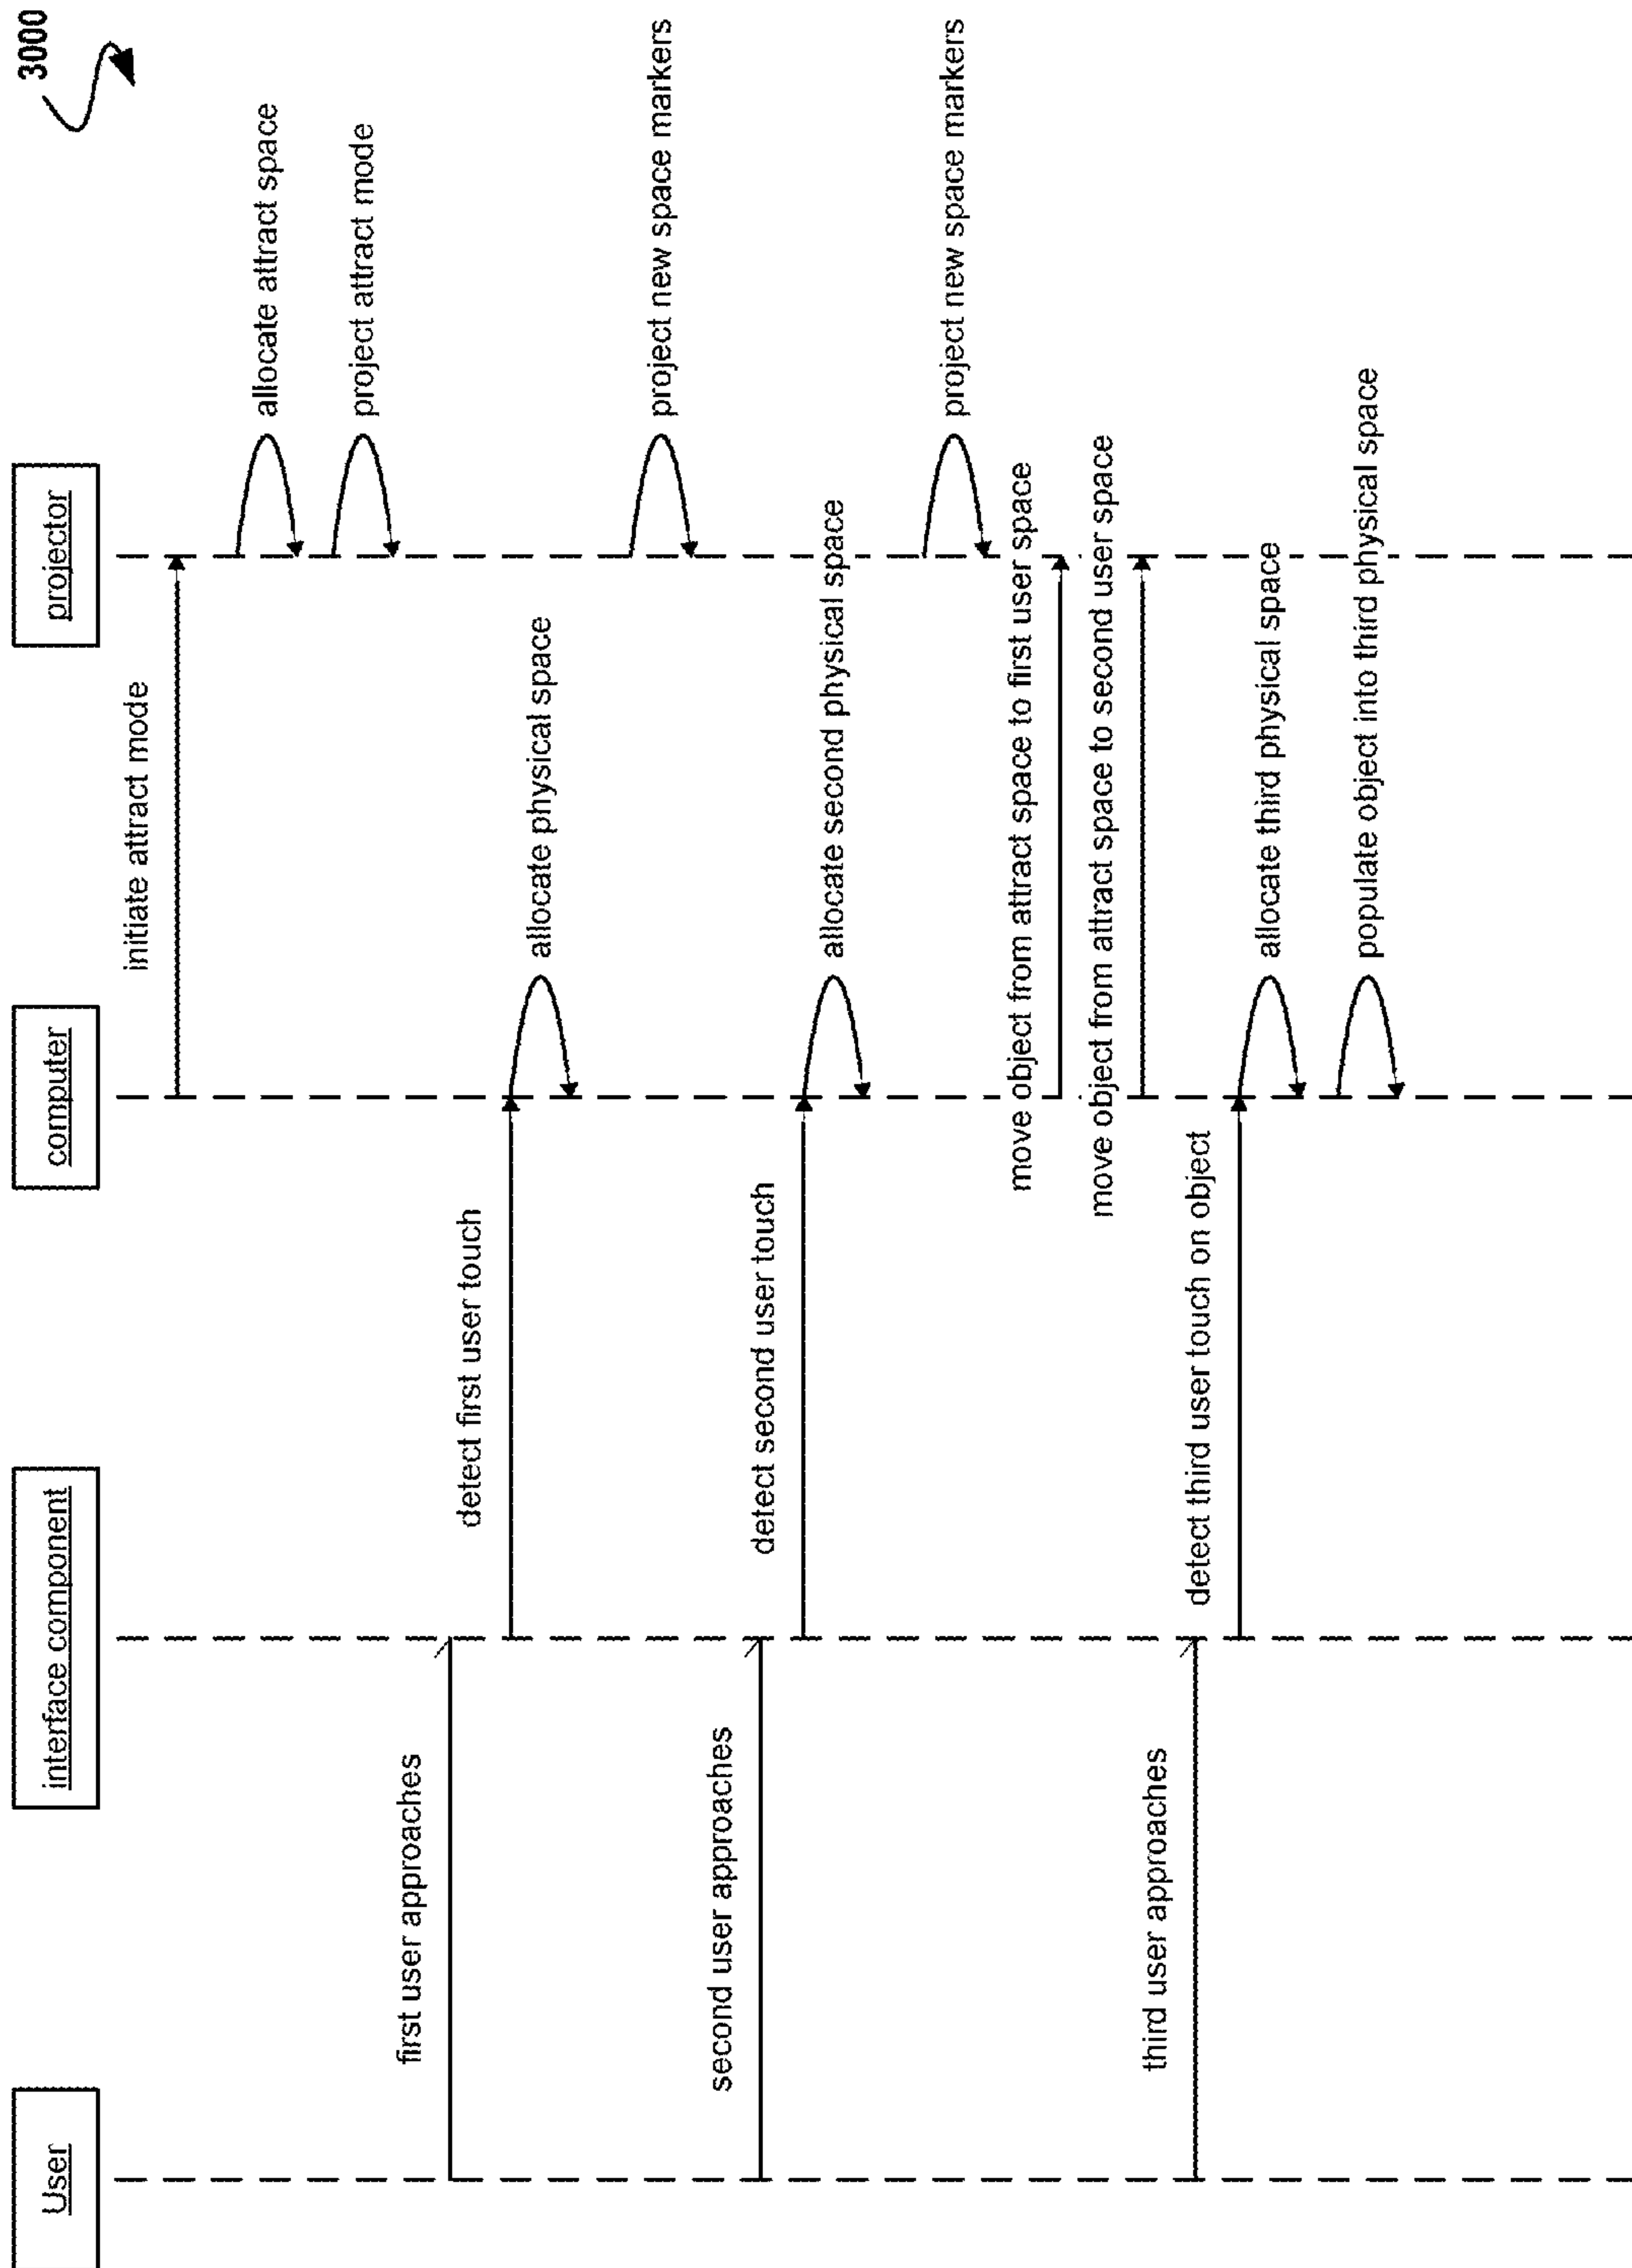 3000
User
interface component
computer
projector
initiate attract mode
allocate attract space
project attract mode
first user approaches
detect first user touch
allocate physical space
project new space markers
second user approaches
detect second user touch
allocate second physical space
project new space markers
move object from attract space to first user space
move object from attract space to second user space
third user approaches
detect third user touch on object
allocate third physical space
populate object into third physical space